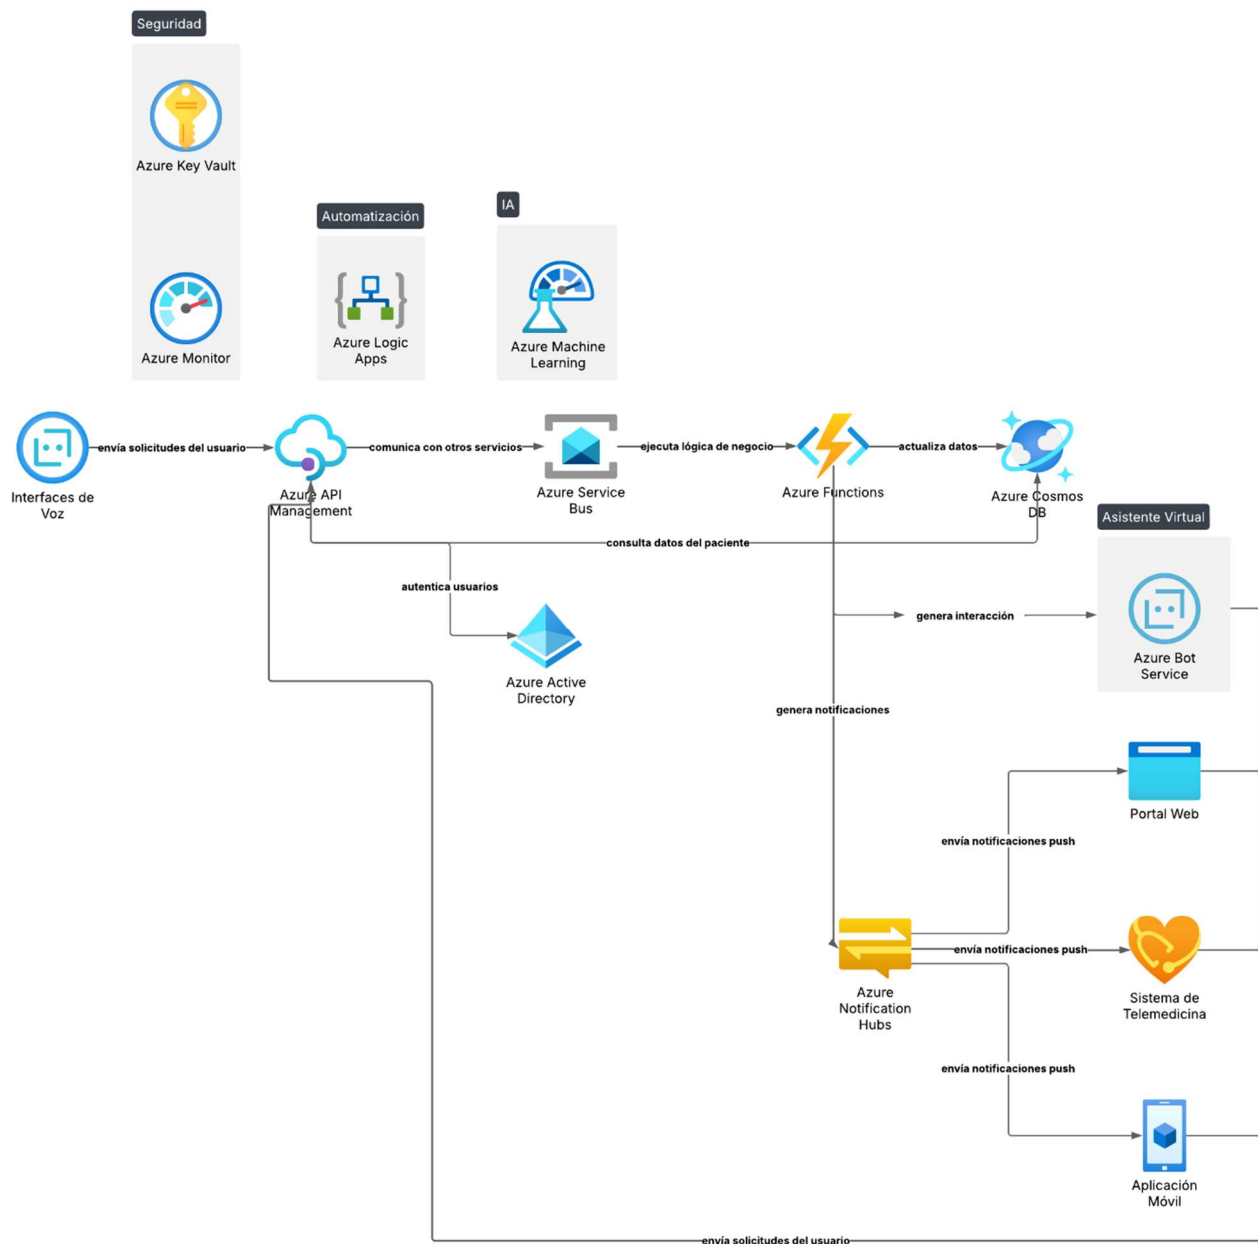 Seguridad
Azure Key Vault
Azure Monitor
Automatización
Azure Logic
Apps
IA
Azure Machine
Learning
Interfaces de
Voz
envía solicitudes del usuario
Azure API
Management
comunica con otros servicios
Azure Service
Bus
ejecuta lógica de negocio
Azure Functions
actualiza datos
Azure Cosmos
DB
consulta datos del paciente
autentica usuarios
Azure Active
Directory
Asistente Virtual
genera interacción
Azure Bot
Service
genera notificaciones
Portal Web
envía notificaciones push
envía notificaciones push
Azure
Notification
Hubs
Sistema de
Telemedicina
envía notificaciones push
Aplicación
Móvil
envía solicitudes del usuario